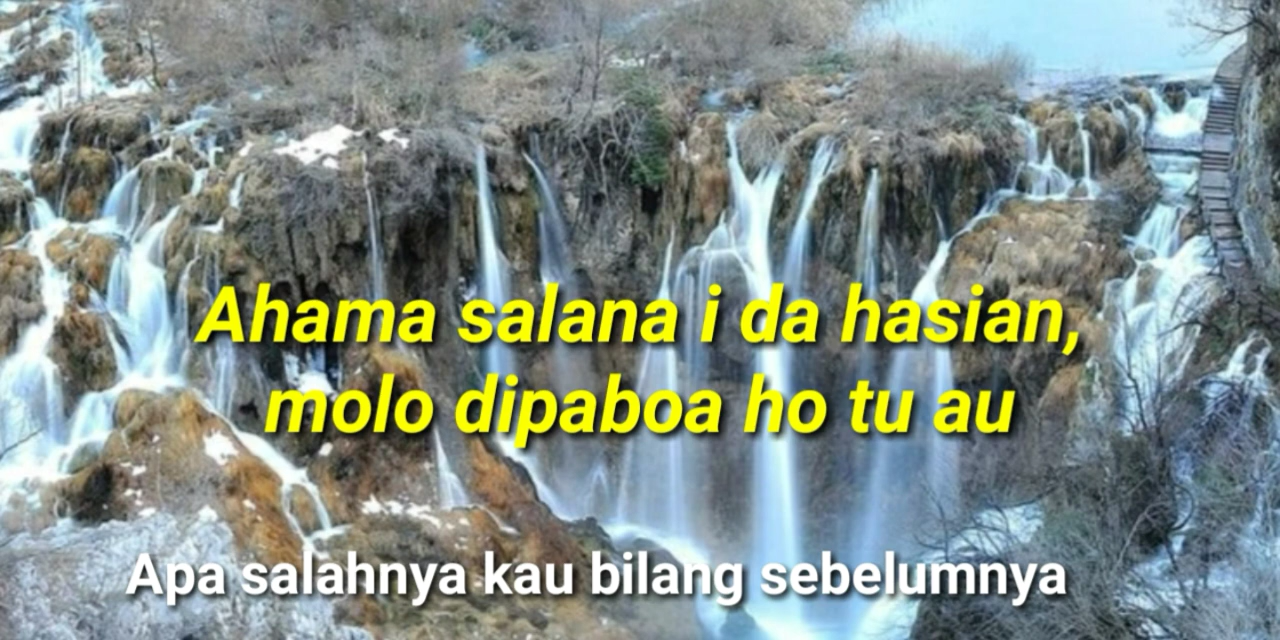 Ahama salana i da hasian,
molo dipaboa ho tu au
Apa salahnya kau bilang sebelumnya